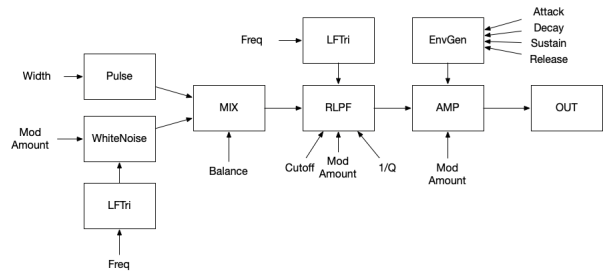 Attack
Decay
Sustain
Release
Freq
LFTri
EnvGen
Width
Pulse
MIX
RLPF
AMP
OUT
Mod
Amount
WhiteNoise
Balance
Cutoff
Mod
Amount
1/Q
Mod
Amount
LFTri
Freq